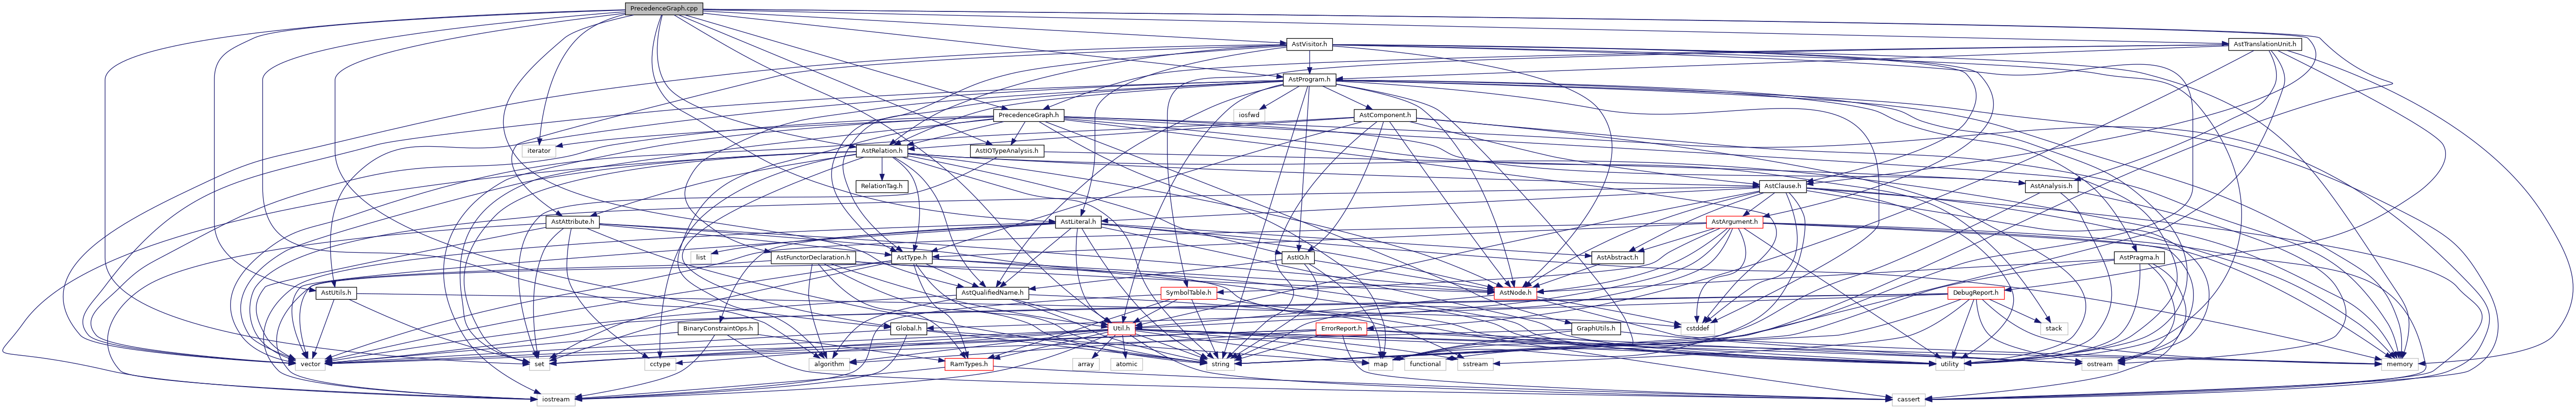 PrecedenceGraph.cpp
AstVisitor.h
AstTranslationUnit.h
AstProgram.h
PrecedenceGraph.h
iosfwd
AstComponent.h
iterator
AstRelation.h
AstIOTypeAnalysis.h
RelationTag.h
AstClause.h
AstAnalysis.h
AstAttribute.h
AstLiteral.h
AstArgument.h
list
AstFunctorDeclaration.h
AstType.h
AstIO.h
AstAbstract.h
AstPragma.h
AstUtils.h
AstQualifiedName.h
SymbolTable.h
AstNode.h
DebugReport.h
BinaryConstraintOps.h
Global.h
Util.h
ErrorReport.h
GraphUtils.h
cstddef
stack
vector
set
cctype
algorithm
RamTypes.h
array
atomic
string
map
functional
sstream
utility
ostream
memory
iostream
cassert